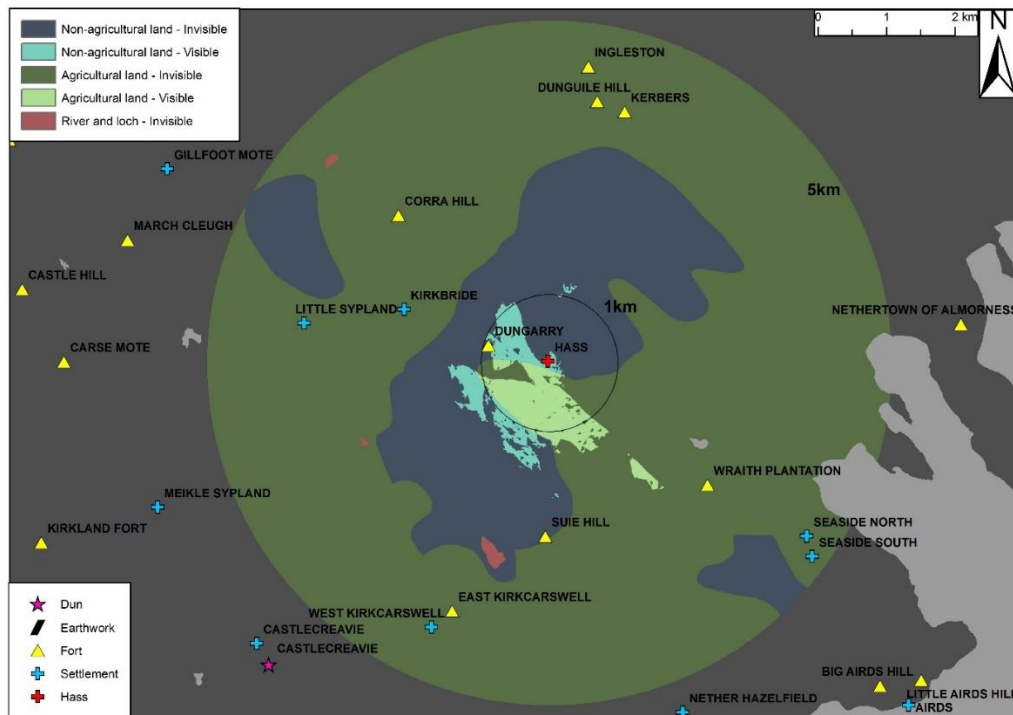 Non-agricultural land - Invisible
Non-agricultural land - Visible
Agricultural land - Invisible
Agricultural land - Visible
River and loch - Invisible
0 1 2 km
N
INGLESTON
DUNGUILE HILL
KERBERS
GILLFOOT MOTE
5km
CORRA HILL
MARCH CLEUGH
CASTLE HILL
KIRKBRIDE
LITTLE SYPLAND
1km
NETHERTOWN OF ALMORNESS
DUNGARRY
HASS
CARSE MOTE
WRAITH PLANTATION
MEIKLE SYPLAND
KIRKLAND FORT
SUIE HILL
SEASIDE NORTH
SEASIDE SOUTH
EAST KIRKCARSWELL
WEST KIRKCARSWELL
CASTLECREAVIE
CASTLECREAVIE
BIG AIRDS HILL
LITTLE AIRDS HILL
NETHER HAZELFIELD
AIRDS
Dun
Earthwork
Fort
Settlement
Hass